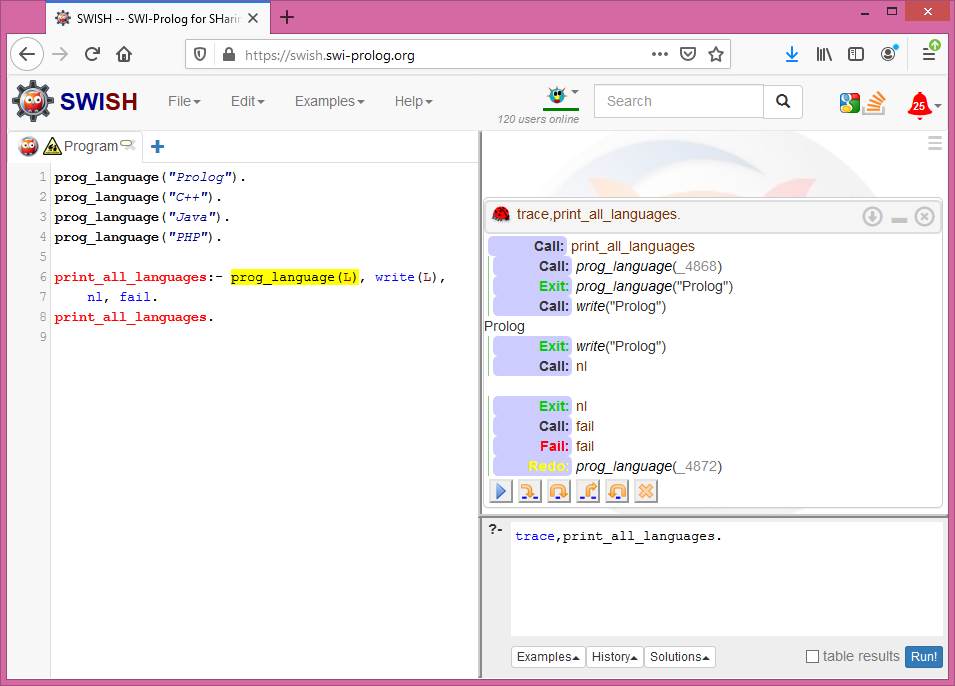 SWISH -- SWI-Prolog for SHarin
https://swish.swi-prolog.org
SWISH File Edit Examples Help
120 users online
Search
25
Program
1 prog_language("Prolog").
2 prog_language("C++").
3 prog_language("Java").
4 prog_language("PHP").
5
6 print_all_languages:- prog_language(L), write(L),
7 nl, fail.
8 print_all_languages.
9
trace,print_all_languages.
Call: print_all_languages
Call: prog_language(_4868)
Exit: prog_language("Prolog")
Call: write("Prolog")
Prolog
Exit: write("Prolog")
Call: nl
Exit: nl
Call: fail
Fail: fail
Redo: prog_language(_4872)
?- trace,print_all_languages.
Examples History Solutions table results Run!